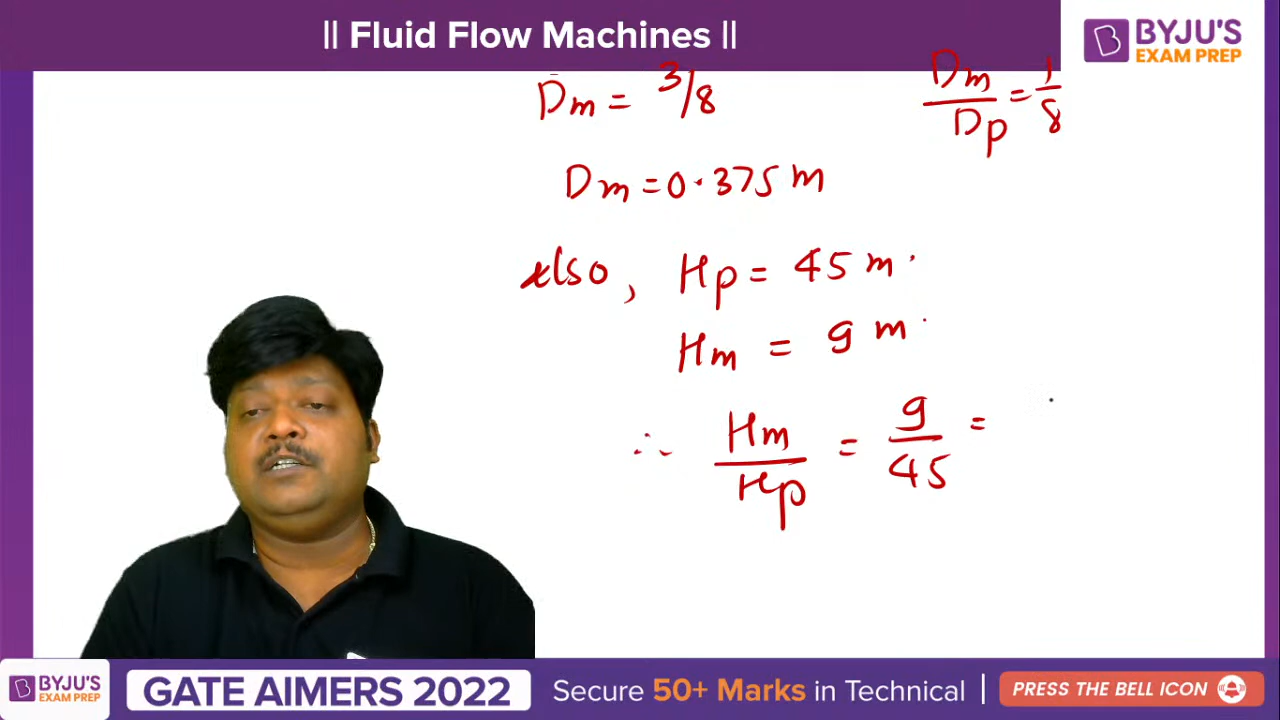 || Fluid Flow Machines ||
BYJU'S
EXAM PREP
Dm = 3/8
Dm/Dp = 1/8
Dm = 0.375 m
also, Hp = 45 m.
Hm = 9 m.
∴ Hm/Hp = 9/45 =
BYJU'S
EXAM PREP
GATE AIMERS 2022
Secure 50+ Marks in Technical |
PRESS THE BELL ICON